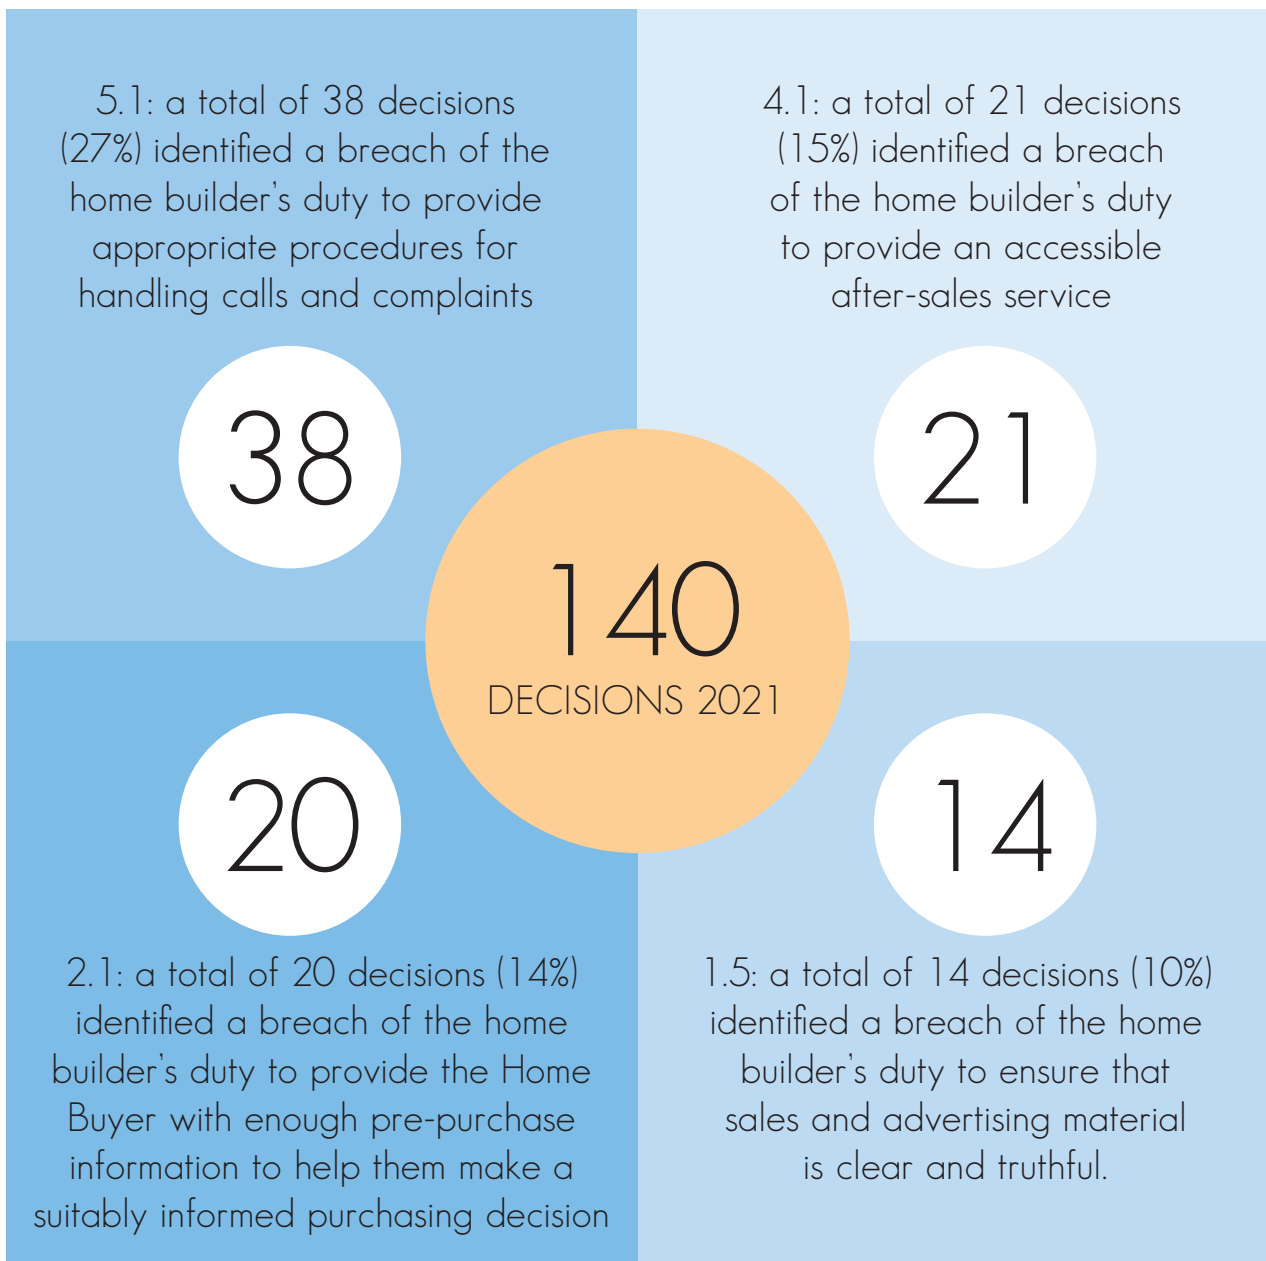 5.1: a total of 38 decisions
(27%) identified a breach of the
home builder's duty to provide
appropriate procedures for
handling calls and complaints
38
4.1: a total of 21 decisions
(15%) identified a breach
of the home builder's duty
to provide an accessible
after-sales service
21
140
DECISIONS 2021
20
2.1: a total of 20 decisions (14%)
identified a breach of the home
builder's duty to provide the Home
Buyer with enough pre-purchase
information to help them make a
suitably informed purchasing decision
14
1.5: a total of 14 decisions (10%)
identified a breach of the home
builder's duty to ensure that
sales and advertising material
is clear and truthful.